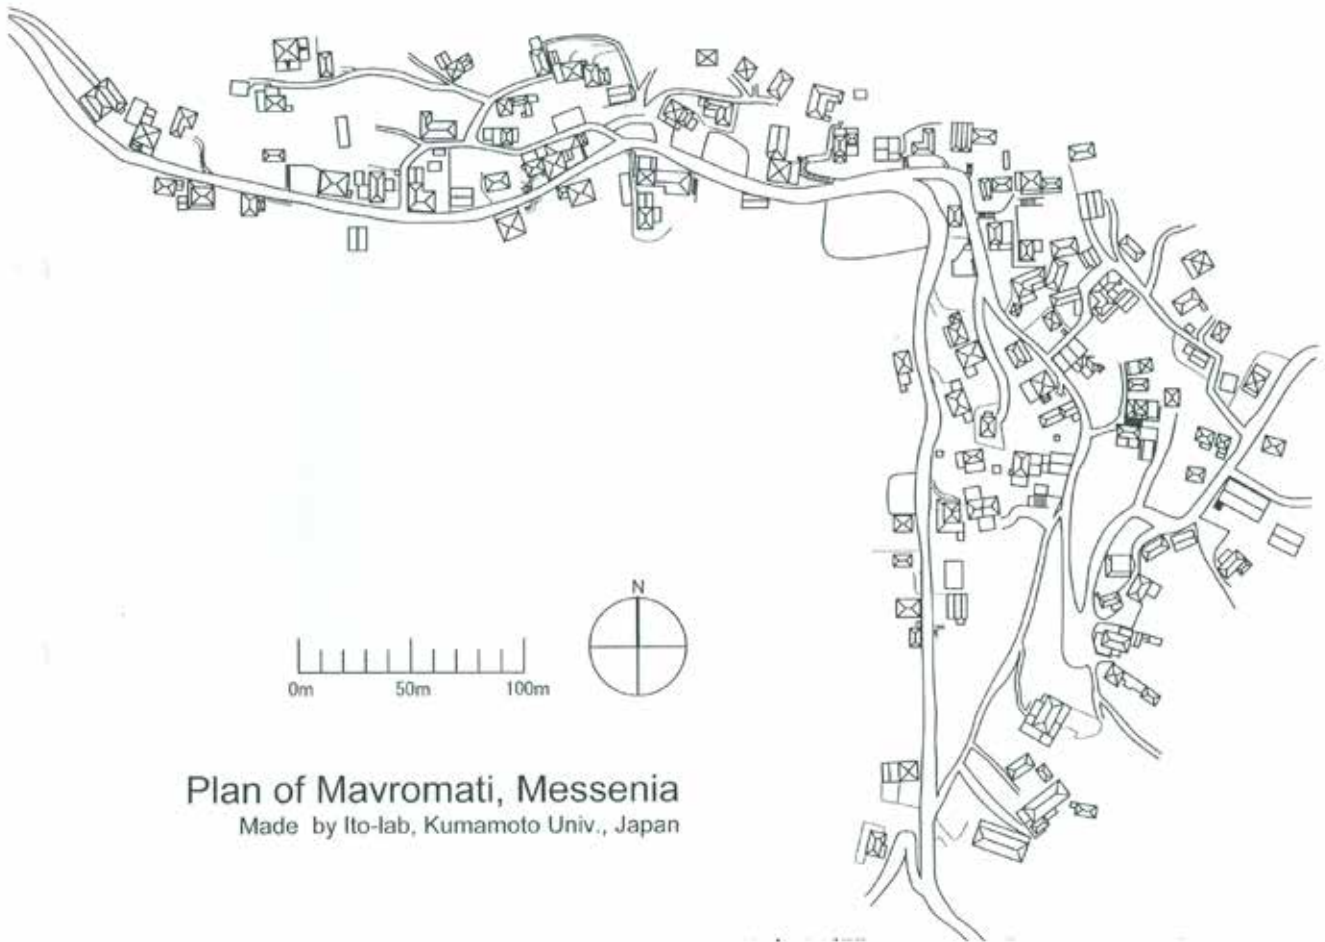 N
0m 50m 100m
Plan of Mavromati, Messenia
Made by Ito-lab, Kumamoto Univ., Japan